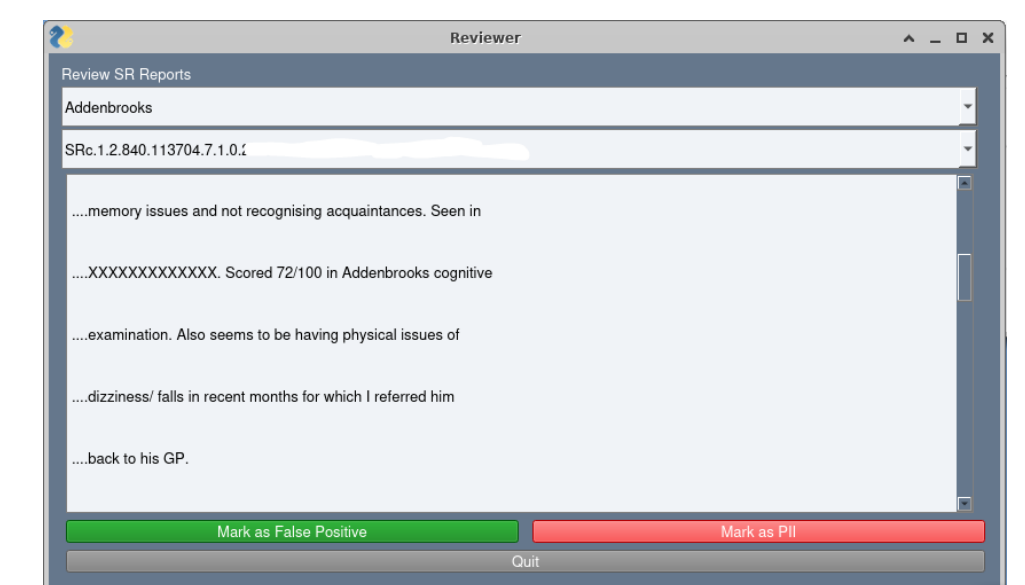 Reviewer
Review SR Reports
Addenbrooks
SRc.1.2.840.113704.7.1.0.
....memory issues and not recognising acquaintances. Seen in
....XXXXXXXXXXXXX. Scored 72/100 in Addenbrooks cognitive
....examination. Also seems to be having physical issues of
....dizziness/ falls in recent months for which I referred him
....back to his GP.
Mark as False Positive
Mark as PII
Quit